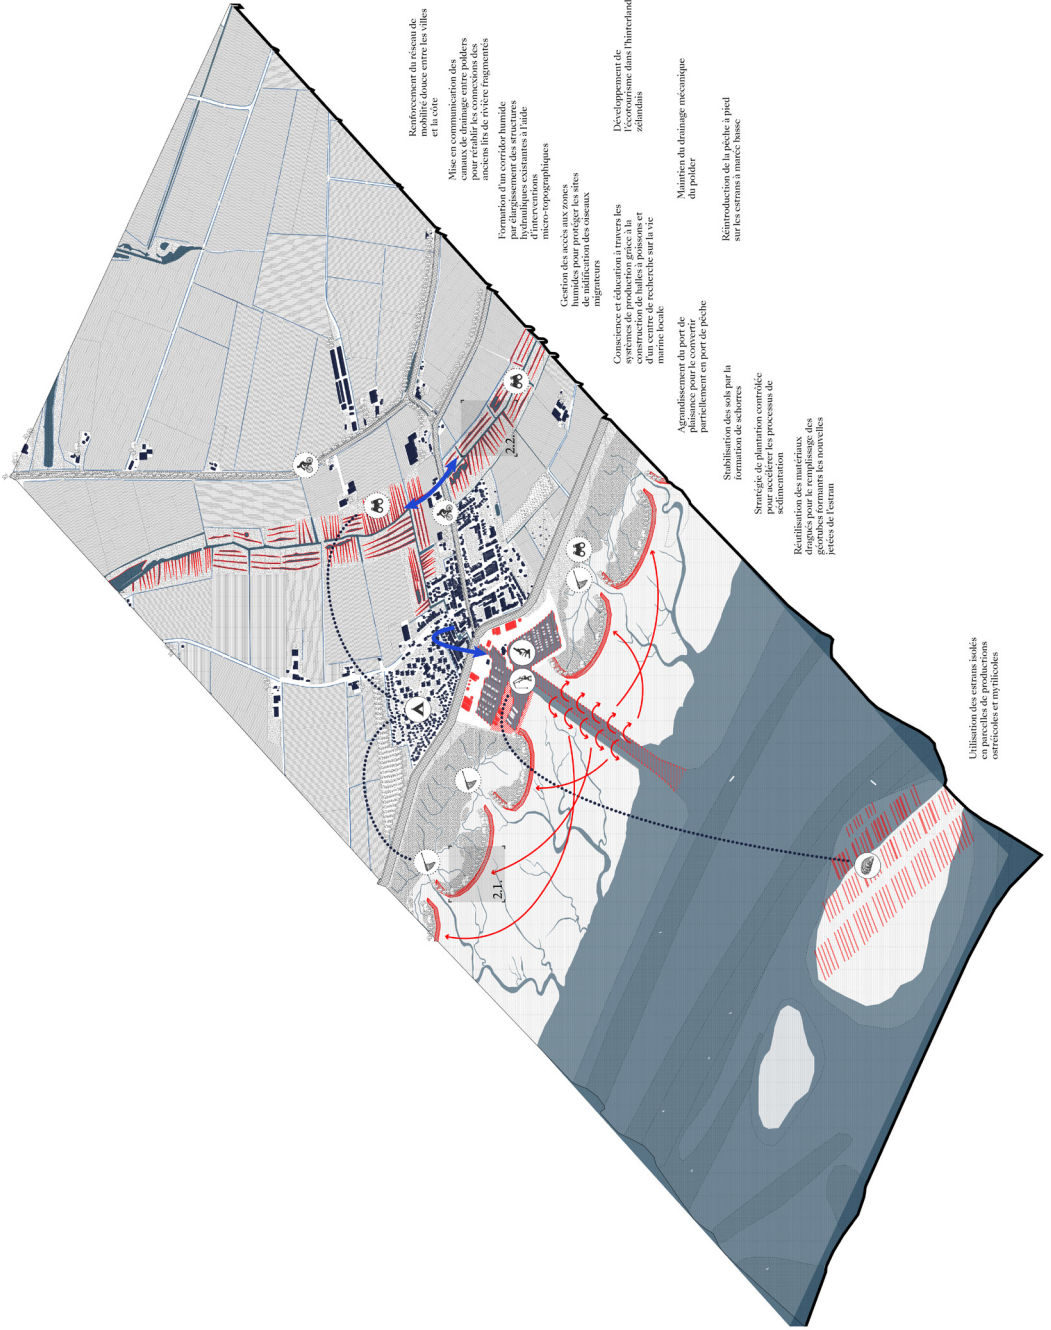 Renforcement du réseau de
mobilité douce entre les villes
et la côte
Mise en communication des
canaux de drainage entre polders
pour rétablir les connexions des
anciens lits de rivière fragmentés
Formation d'un corridor humide
par élargissement des structures
hydrauliques existantes à l'aide
d'interventions
micro-topographiques
Gestion des accès aux zones
humides pour protéger les sites
de nidification des oiseaux
migrateurs
Développement de
l'écotourisme dans l'hinterland
zélandais
Conscience et éducation à travers les
systèmes de production grâce à la
construction de halles à poissons et
d'un centre de recherche sur la vie
marine locale
Maintien du drainage mécanique
du polder
Agrandissement du port de
plaisance pour le convertir
partiellement en port de pêche
Réintroduction de la pêche à pied
sur les estrans à marée basse
Stabilisation des sols par la
formation de schorres
Stratégie de plantation contrôlée
pour accélérer les processus de
sédimentation
Réutilisation des matériaux
dragués pour le remplissage des
géotubes formants les nouvelles
jetées de l'estran
Utilisation des estrans isolés
en parcelles de productions
ostréicoles et mytilicoles
2.2.
2.1.